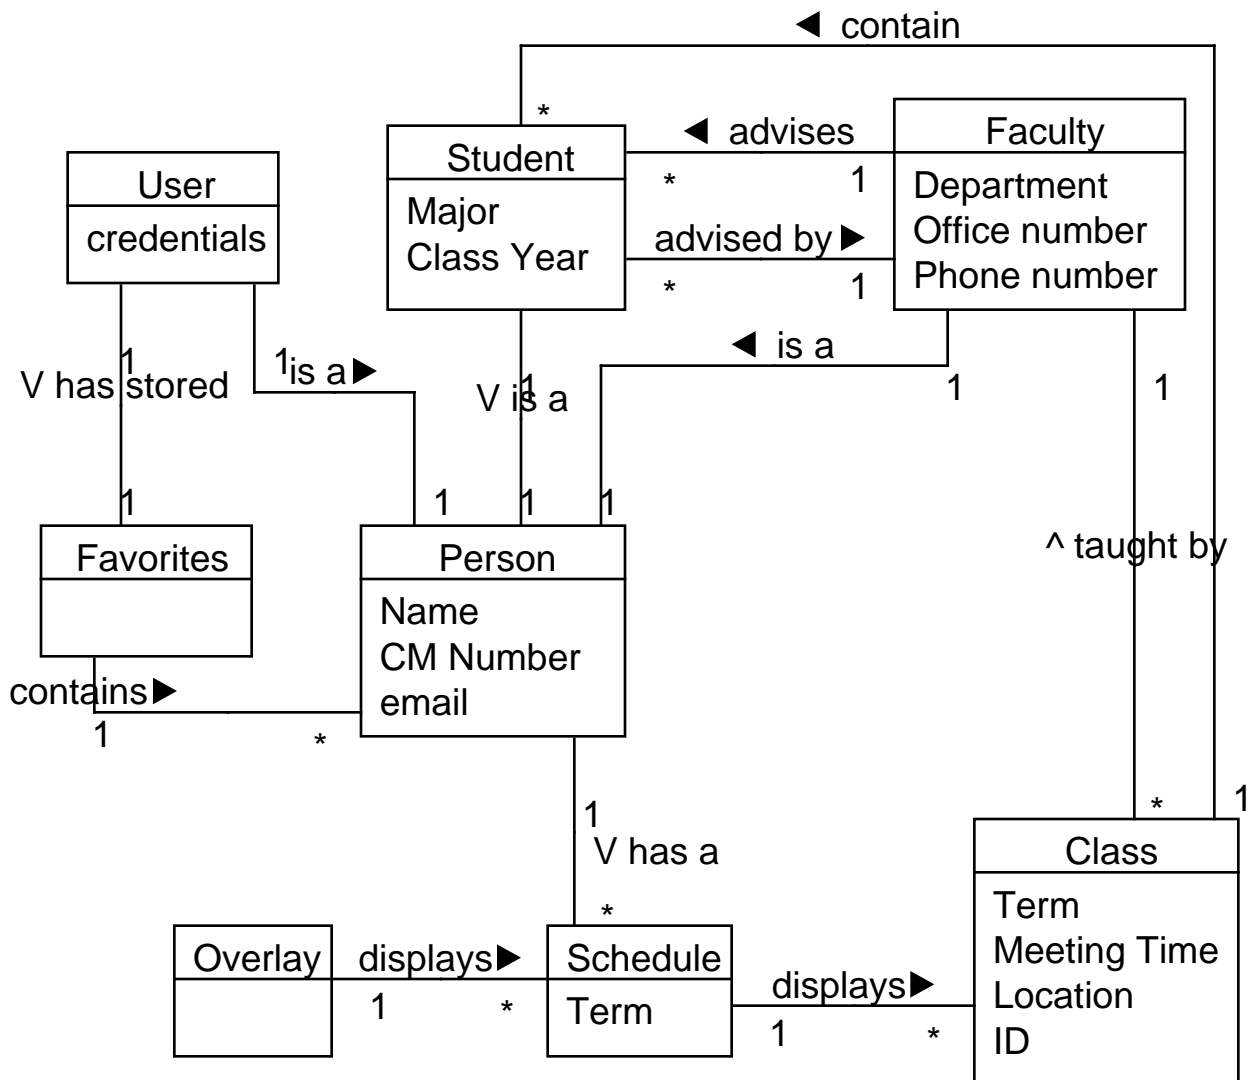 ◄ contain
*
Student
Major
Class Year
◄ advises
* 1
advised by ►
* 1
Faculty
Department
Office number
Phone number
User
credentials
1
V has stored
1
1
is a ►
1
1
V is a
1
◄ is a
1
1
1
^ taught by
*
1
Favorites
contains ►
1 *
Person
Name
CM Number
email
1
V has a
*
Overlay
displays ►
1 *
Schedule
Term
displays ►
1 *
Class
Term
Meeting Time
Location
ID